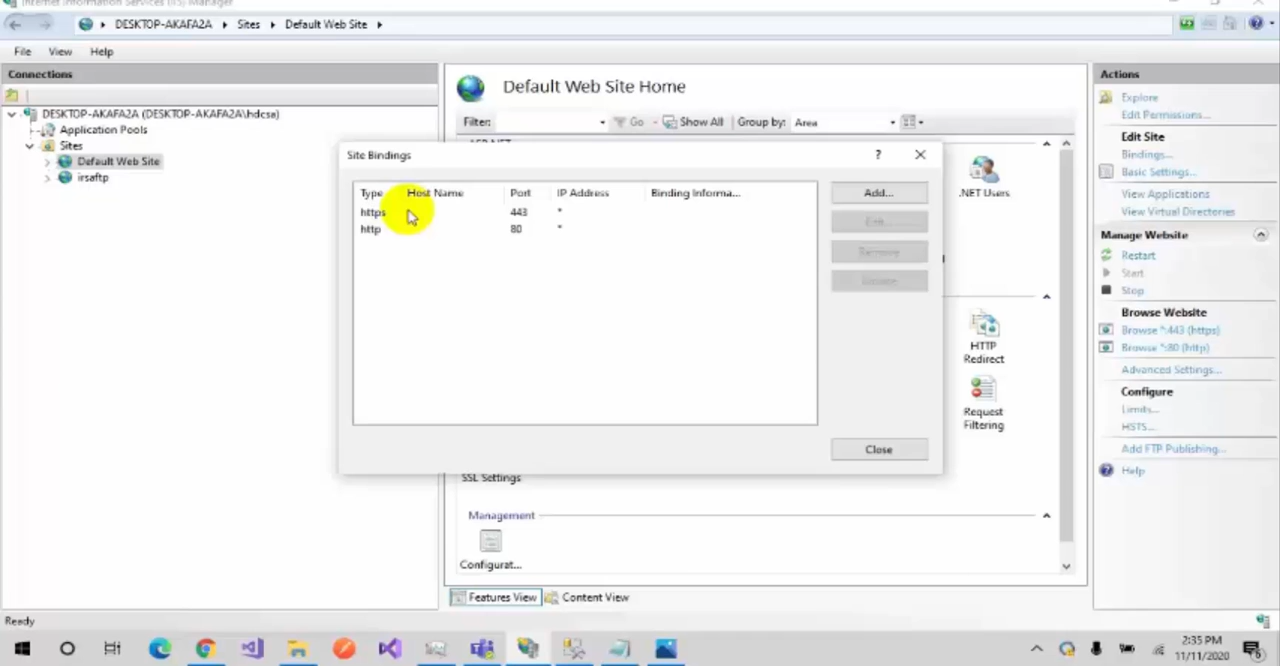 Internet Information Services (IIS) Manager
DESKTOP-AKAFA2A
Sites
Default Web Site
File View Help
Connections
DESKTOP-AKAFA2A (DESKTOP-AKAFA2A\hdcsa)
Application Pools
Sites
Default Web Site
irsaftp
Default Web Site Home
Filter: Go Show All Group by: Area
Site Bindings
Type Host Name Port IP Address Binding Informa...
https 443 *
http 80 *
Add...
Edit...
Remove
Browse
Close
.NET Users
HTTP
Redirect
Request
Filtering
SSL Settings
Management
Configurat...
Features View Content View
Actions
Explore
Edit Permissions...
Edit Site
Bindings...
Basic Settings...
View Applications
View Virtual Directories
Manage Website
Restart
Start
Stop
Browse Website
Browse *:443 (https)
Browse *:80 (http)
Advanced Settings...
Configure
Limits...
HSTS...
Add FTP Publishing...
Help
Ready
2:35 PM
11/11/2020